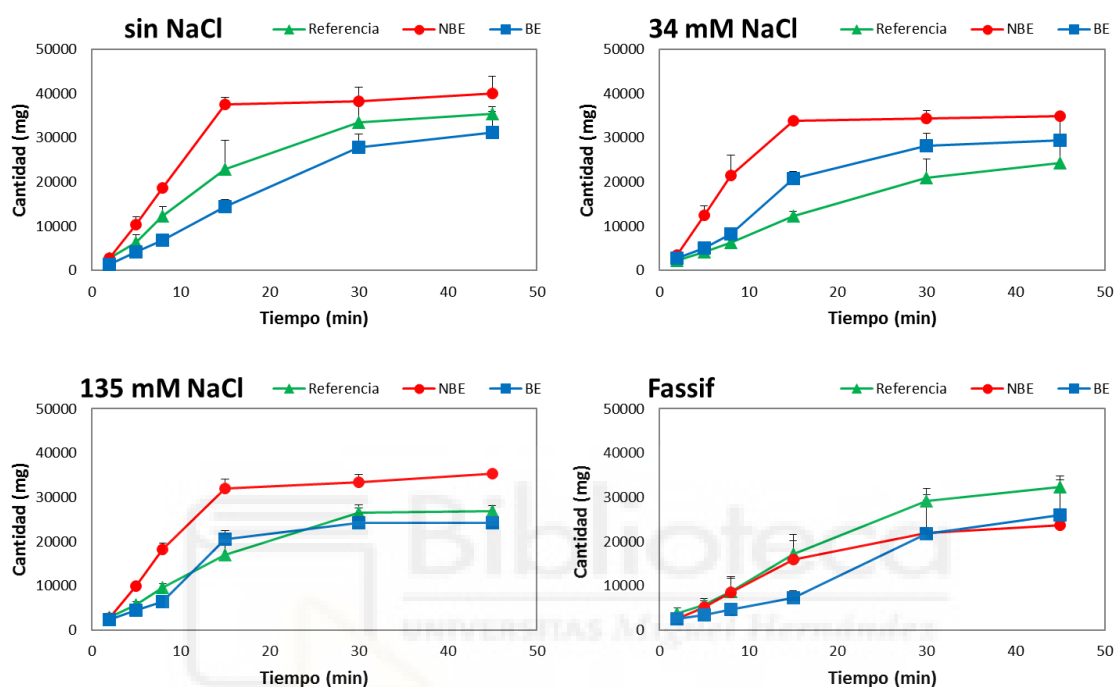 sin NaCl
Referencia NBE BE
50000
40000
30000
20000
10000
0
Cantidad (mg)
0 10 20 30 40 50
Tiempo (min)
34 mM NaCl
Referencia NBE BE
50000
40000
30000
20000
10000
0
Cantidad (mg)
0 10 20 30 40 50
Tiempo (min)
135 mM NaCl
Referencia NBE BE
50000
40000
30000
20000
10000
0
Cantidad (mg)
0 10 20 30 40 50
Tiempo (min)
Fassif
Referencia NBE BE
50000
40000
30000
20000
10000
0
Cantidad (mg)
0 10 20 30 40 50
Tiempo (min)
Biblioteca
UNIVERSITAS Miguel Hernández